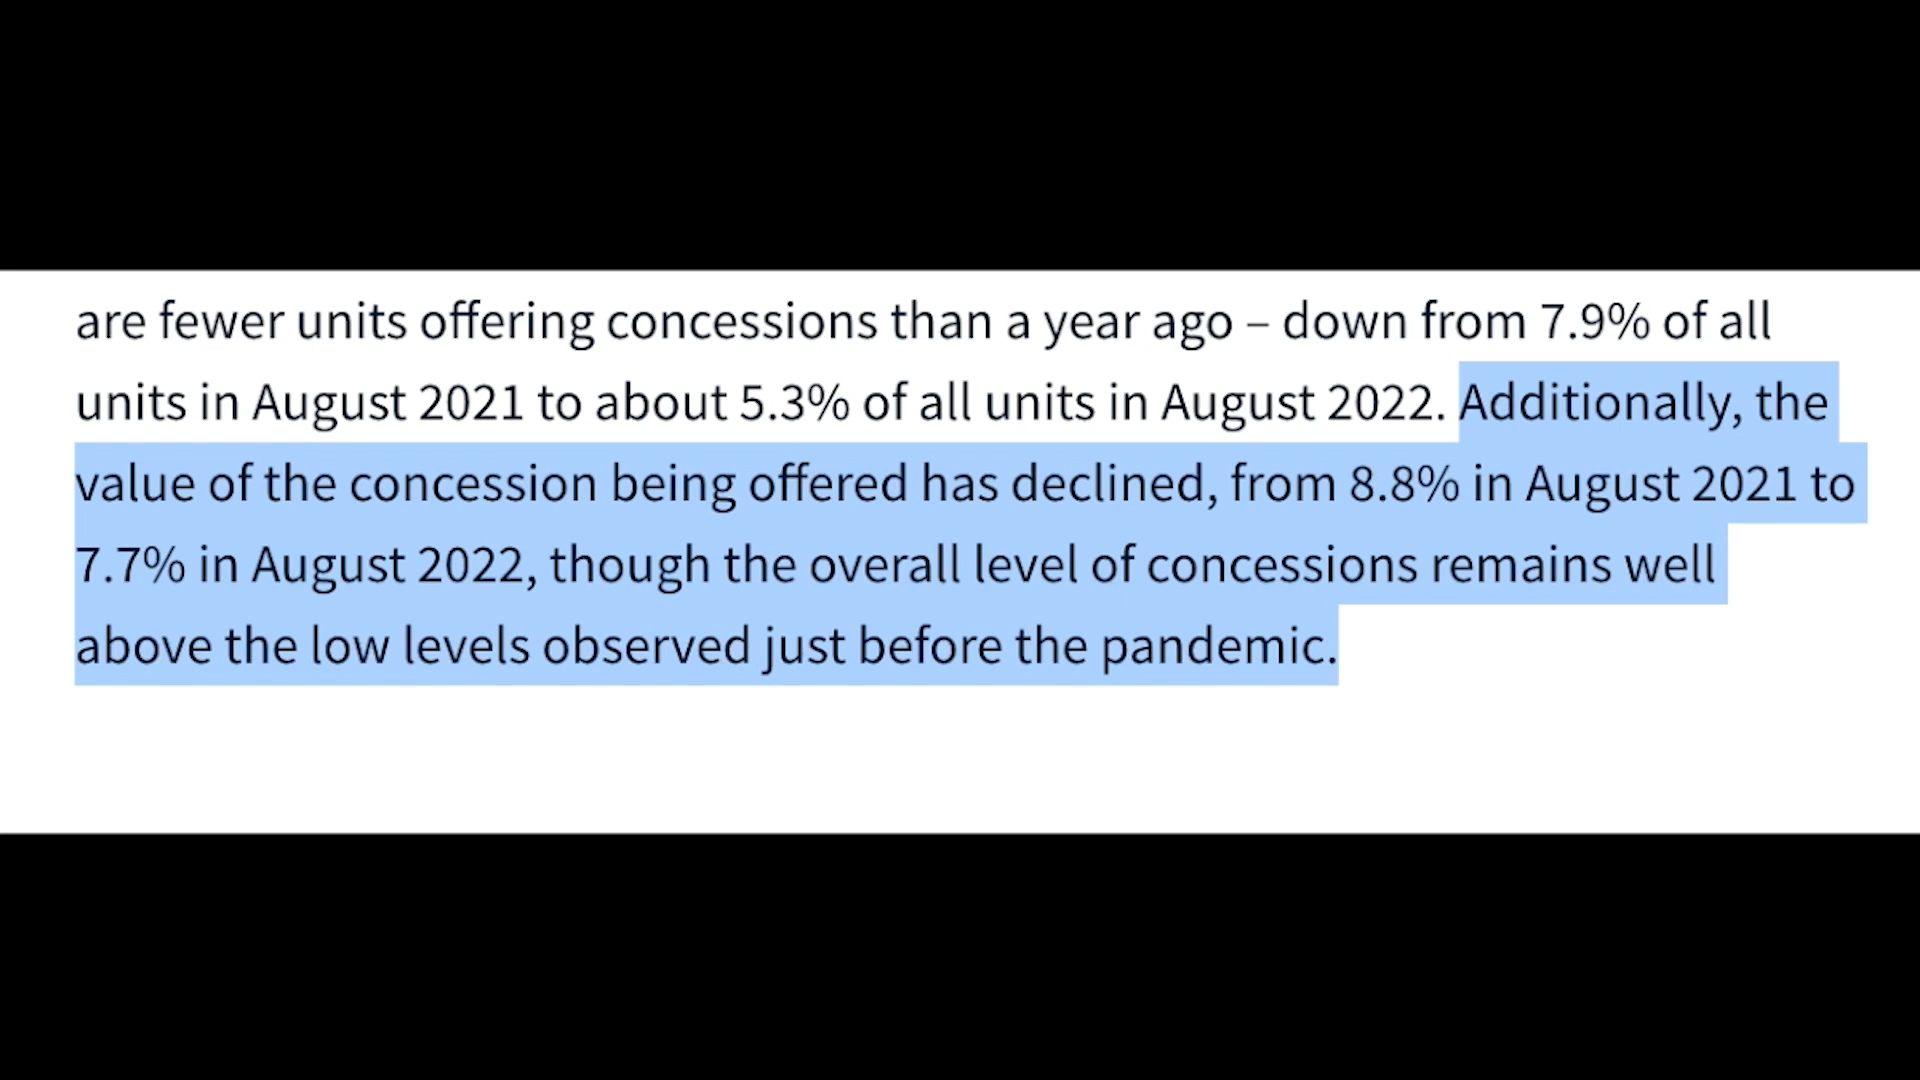 are fewer units offering concessions than a year ago – down from 7.9% of all
units in August 2021 to about 5.3% of all units in August 2022. Additionally, the
value of the concession being offered has declined, from 8.8% in August 2021 to
7.7% in August 2022, though the overall level of concessions remains well
above the low levels observed just before the pandemic.